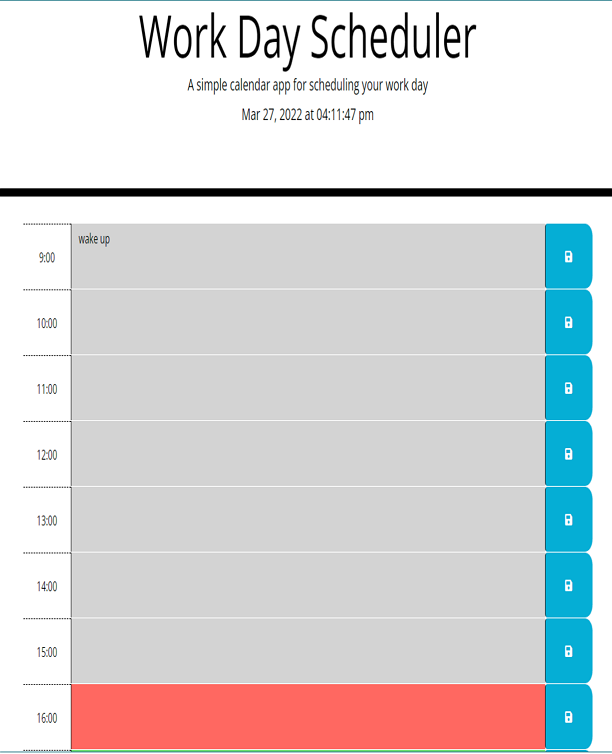 Work Day Scheduler
A simple calendar app for scheduling your work day
Mar 27, 2022 at 04:11:47 pm
9:00
wake up
10:00
11:00
12:00
13:00
14:00
15:00
16:00